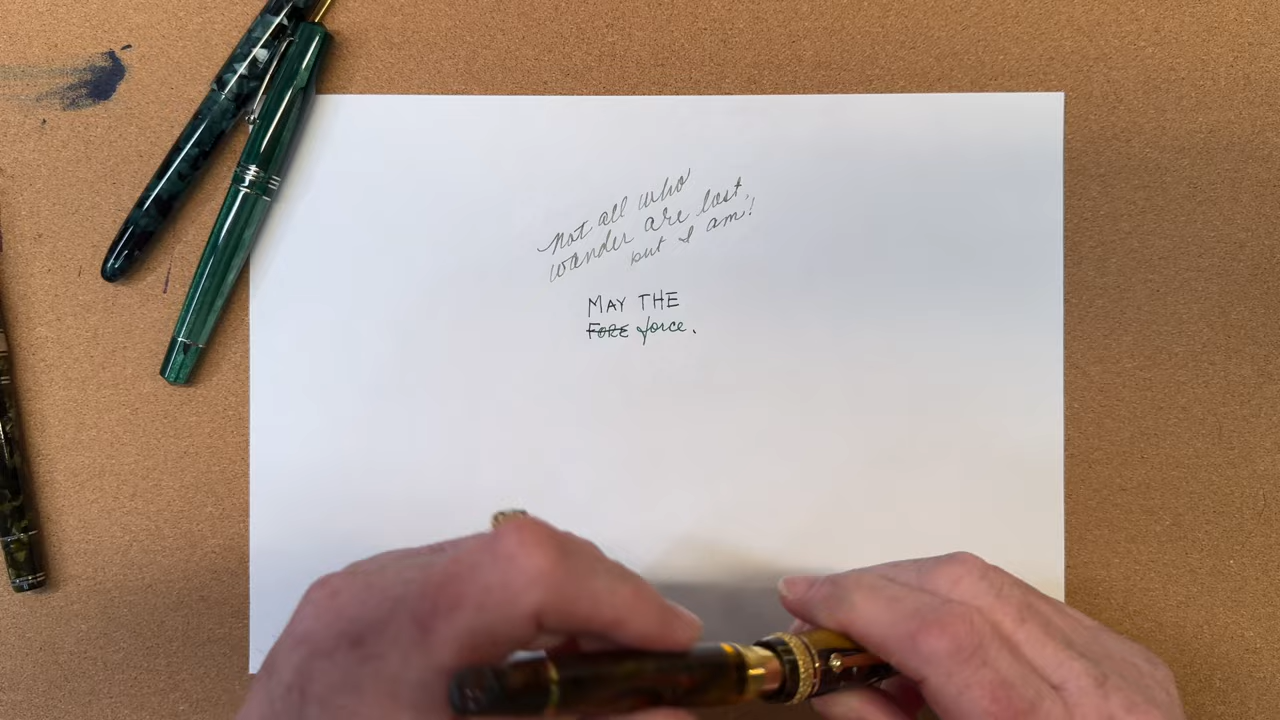 not all who
wander are lost,
but I am!
MAY THE
FORE force.